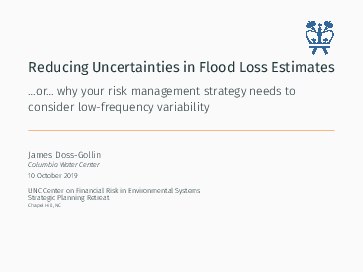 Reducing Uncertainties in Flood Loss Estimates
...or... why your risk management strategy needs to
consider low-frequency variability
James Doss-Gollin
Columbia Water Center
10 October 2019
UNC Center on Financial Risk in Environmental Systems
Strategic Planning Retreat
Chapel Hill, NC